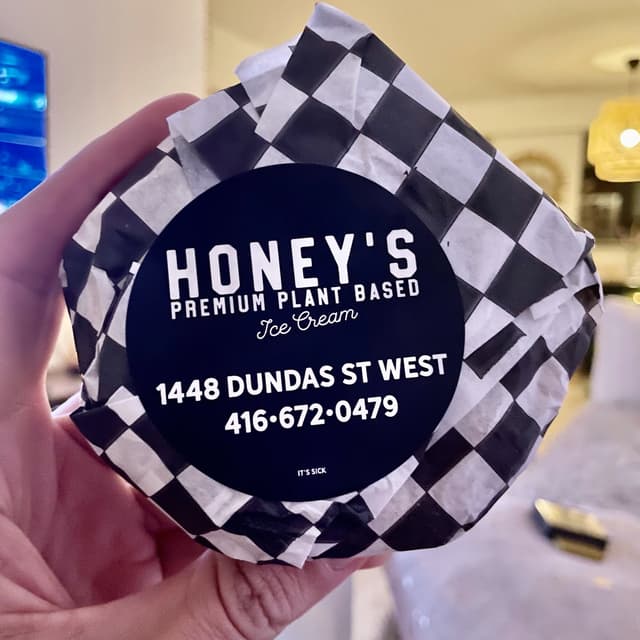 HONEY'S
PREMIUM PLANT BASED
Ice Cream
1448 DUNDAS ST WEST
416•672•0479
IT'S SICK